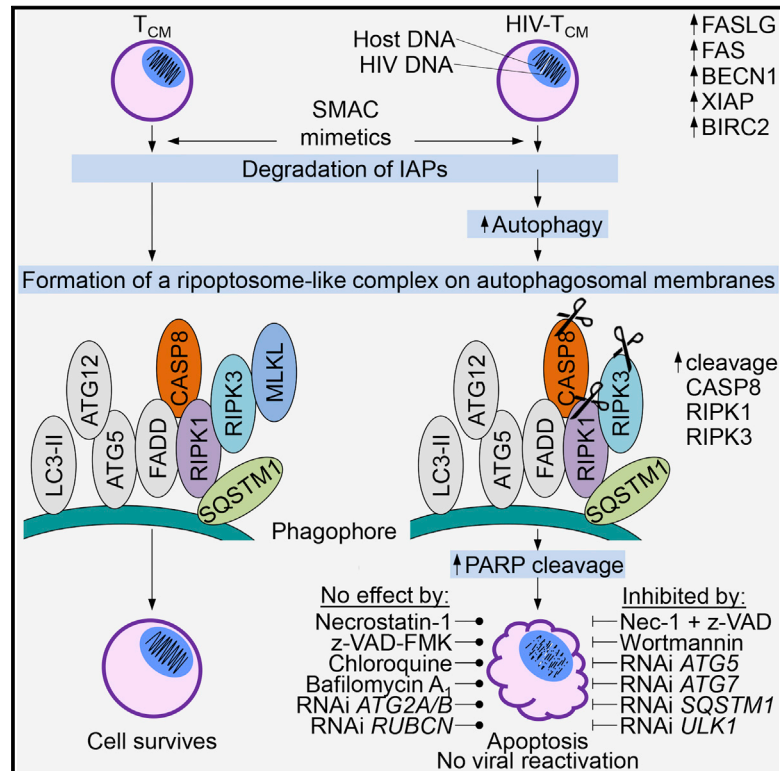 T_CM
HIV-T_CM
Host DNA
HIV DNA
FASLG
FAS
BECN1
XIAP
BIRC2
SMAC
mimetics
Degradation of IAPs
Autophagy
Formation of a ripoptosome-like complex on autophagosomal membranes
LC3-II
ATG12
ATG5
FADD
CASP8
RIPK1
RIPK3
MLKL
SQSTM1
LC3-II
ATG12
ATG5
FADD
CASP8
RIPK1
RIPK3
SQSTM1
cleavage
CASP8
RIPK1
RIPK3
Phagophore
PARP cleavage
No effect by:
Necrostatin-1
z-VAD-FMK
Chloroquine
Bafilomycin A₁
RNAi ATG2A/B
RNAi RUBCN
Inhibited by:
Nec-1 + z-VAD
Wortmannin
RNAi ATG5
RNAi ATG7
RNAi SQSTM1
RNAi ULK1
Cell survives
Apoptosis
No viral reactivation